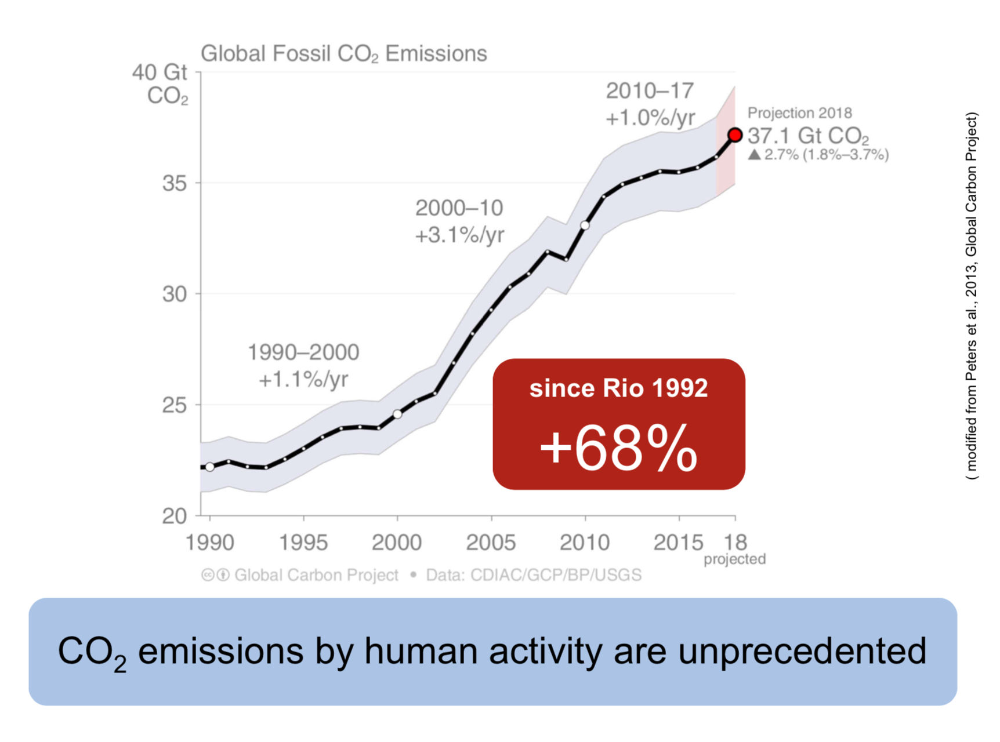 Global Fossil CO₂ Emissions
40 Gt
CO₂
35
30
25
20
2010–17
+1.0%/yr
Projection 2018
37.1 Gt CO₂
▲ 2.7% (1.8%–3.7%)
2000–10
+3.1%/yr
1990–2000
+1.1%/yr
since Rio 1992
+68%
1990 1995 2000 2005 2010 2015 18
projected
cc Global Carbon Project • Data: CDIAC/GCP/BP/USGS
( modified from Peters et al., 2013, Global Carbon Project)
CO₂ emissions by human activity are unprecedented